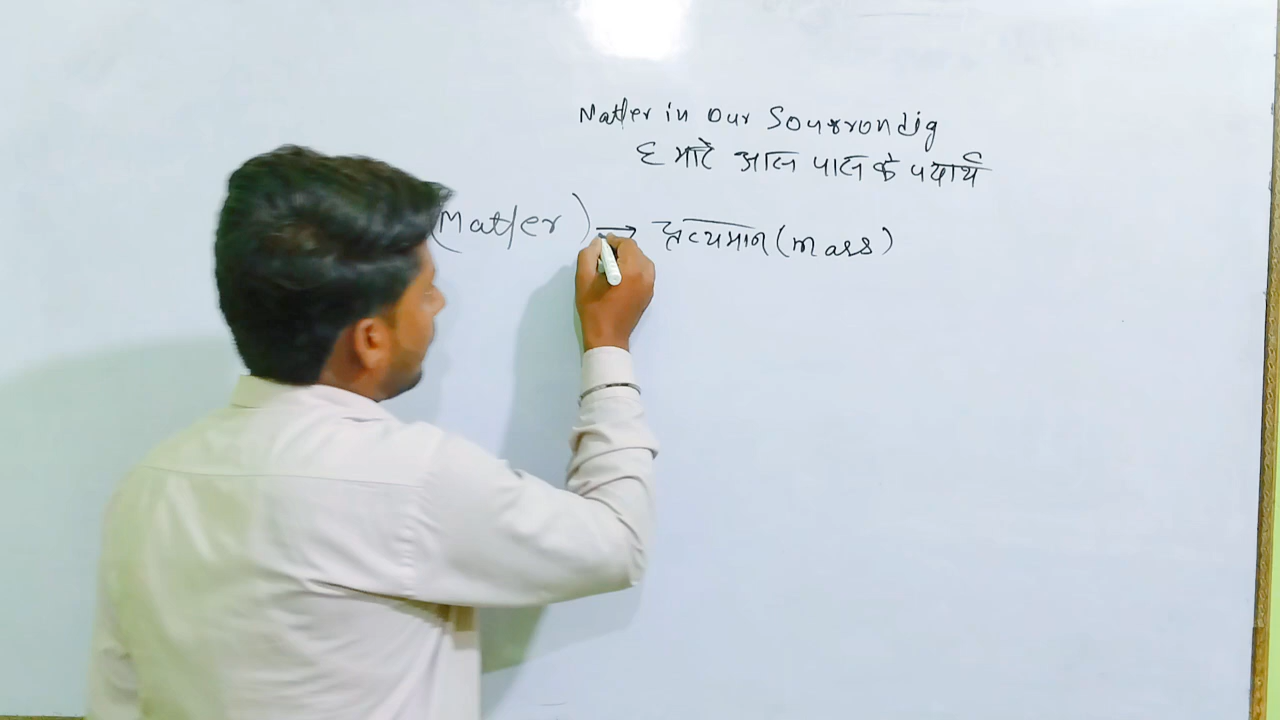 Matter in our Sourrondig
हमारे आस पास के पदार्थ
(Matter) → द्रव्यमान (mass)